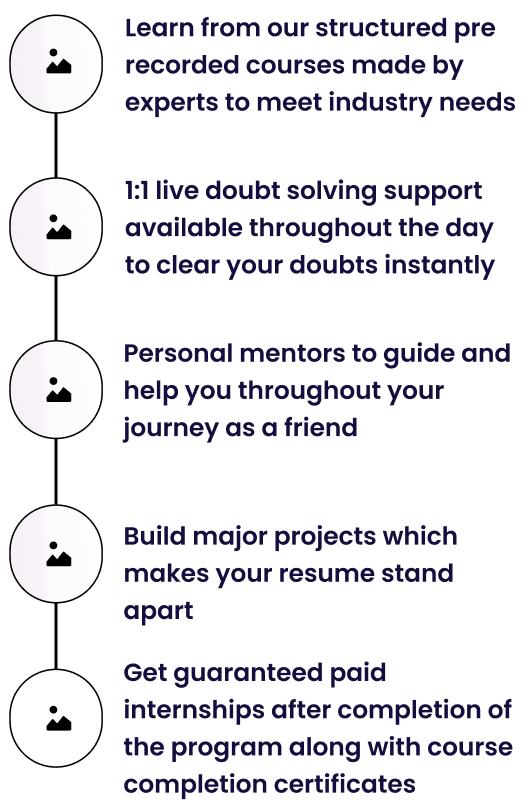 Learn from our structured pre
recorded courses made by
experts to meet industry needs
1:1 live doubt solving support
available throughout the day
to clear your doubts instantly
Personal mentors to guide and
help you throughout your
journey as a friend
Build major projects which
makes your resume stand
apart
Get guaranteed paid
internships after completion of
the program along with course
completion certificates